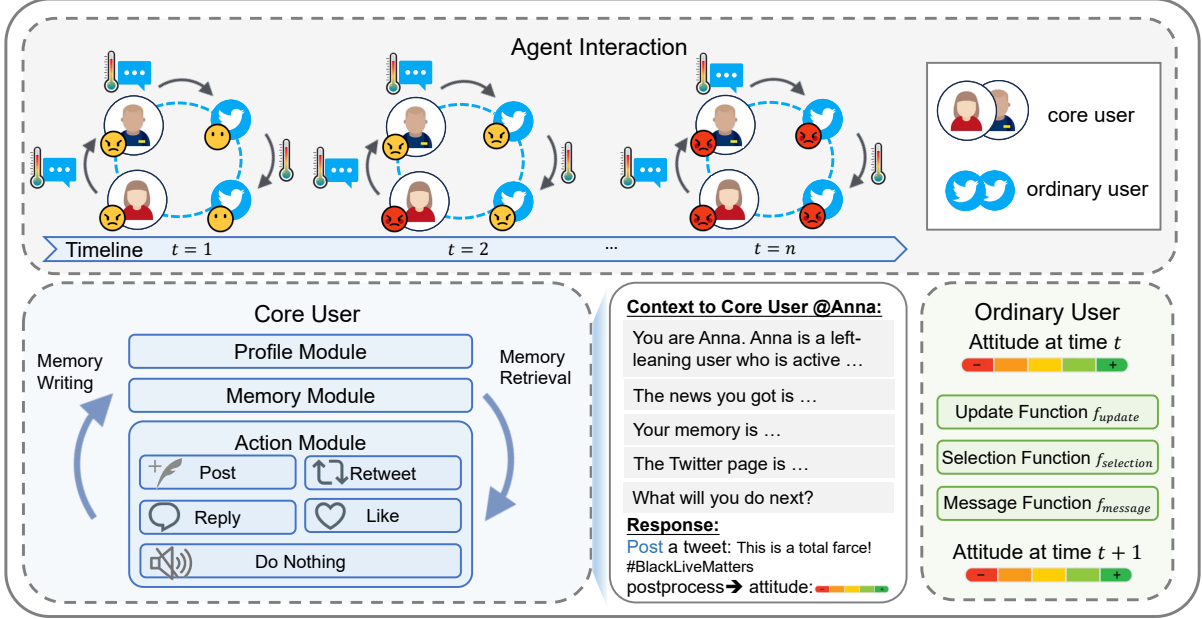 Agent Interaction
core user
ordinary user
Timeline
t = 1
t = 2
...
t = n
Core User
Memory
Writing
Memory
Retrieval
Profile Module
Memory Module
Action Module
Post
Retweet
Reply
Like
Do Nothing
Context to Core User @Anna:
You are Anna. Anna is a left-
leaning user who is active …
The news you got is …
Your memory is …
The Twitter page is …
What will you do next?
Response:
Post a tweet: This is a total farce!
#BlackLiveMatters
postprocess➔ attitude:
Ordinary User
Attitude at time t
− +
Update Function f_update
Selection Function f_selection
Message Function f_message
Attitude at time t + 1
− +